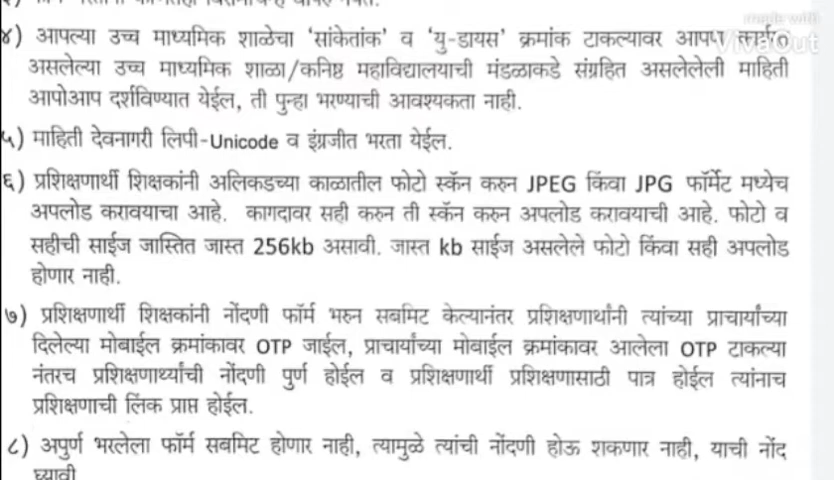 made with
VivaOut
४) आपल्या उच्च माध्यमिक शाळेचा 'सांकेतांक' व 'यु-डायस' क्रमांक टाकल्यावर आपण
असलेल्या उच्च माध्यमिक शाळा/कनिष्ठ महाविद्यालयाची मंडळाकडे संग्रहित असलेलेली माहिती
आपोआप दर्शविण्यात येईल, ती पुन्हा भरण्याची आवश्यकता नाही.
५) माहिती देवनागरी लिपी-Unicode व इंग्रजीत भरता येईल.
६) प्रशिक्षणार्थी शिक्षकांनी अलिकडच्या काळातील फोटो स्कॅन करुन JPEG किंवा JPG फॉर्मेट मध्येच
अपलोड करावयाचा आहे. कागदावर सही करुन ती स्कॅन करुन अपलोड करावयाची आहे. फोटो व
सहीची साईज जास्तित जास्त 256kb असावी. जास्त kb साईज असलेले फोटो किंवा सही अपलोड
होणार नाही.
७) प्रशिक्षणार्थी शिक्षकांनी नोंदणी फॉर्म भरुन सबमिट केल्यानंतर प्रशिक्षणार्थांनी त्यांच्या प्राचार्यांच्या
दिलेल्या मोबाईल क्रमांकावर OTP जाईल, प्राचार्यांच्या मोबाईल क्रमांकावर आलेला OTP टाकल्या
नंतरच प्रशिक्षणार्थ्यांची नोंदणी पुर्ण होईल व प्रशिक्षणार्थी प्रशिक्षणासाठी पात्र होईल त्यांनाच
प्रशिक्षणाची लिंक प्राप्त होईल.
८) अपुर्ण भरलेला फॉर्म सबमिट होणार नाही, त्यामुळे त्यांची नोंदणी होऊ शकणार नाही, याची नोंद
घ्यावी